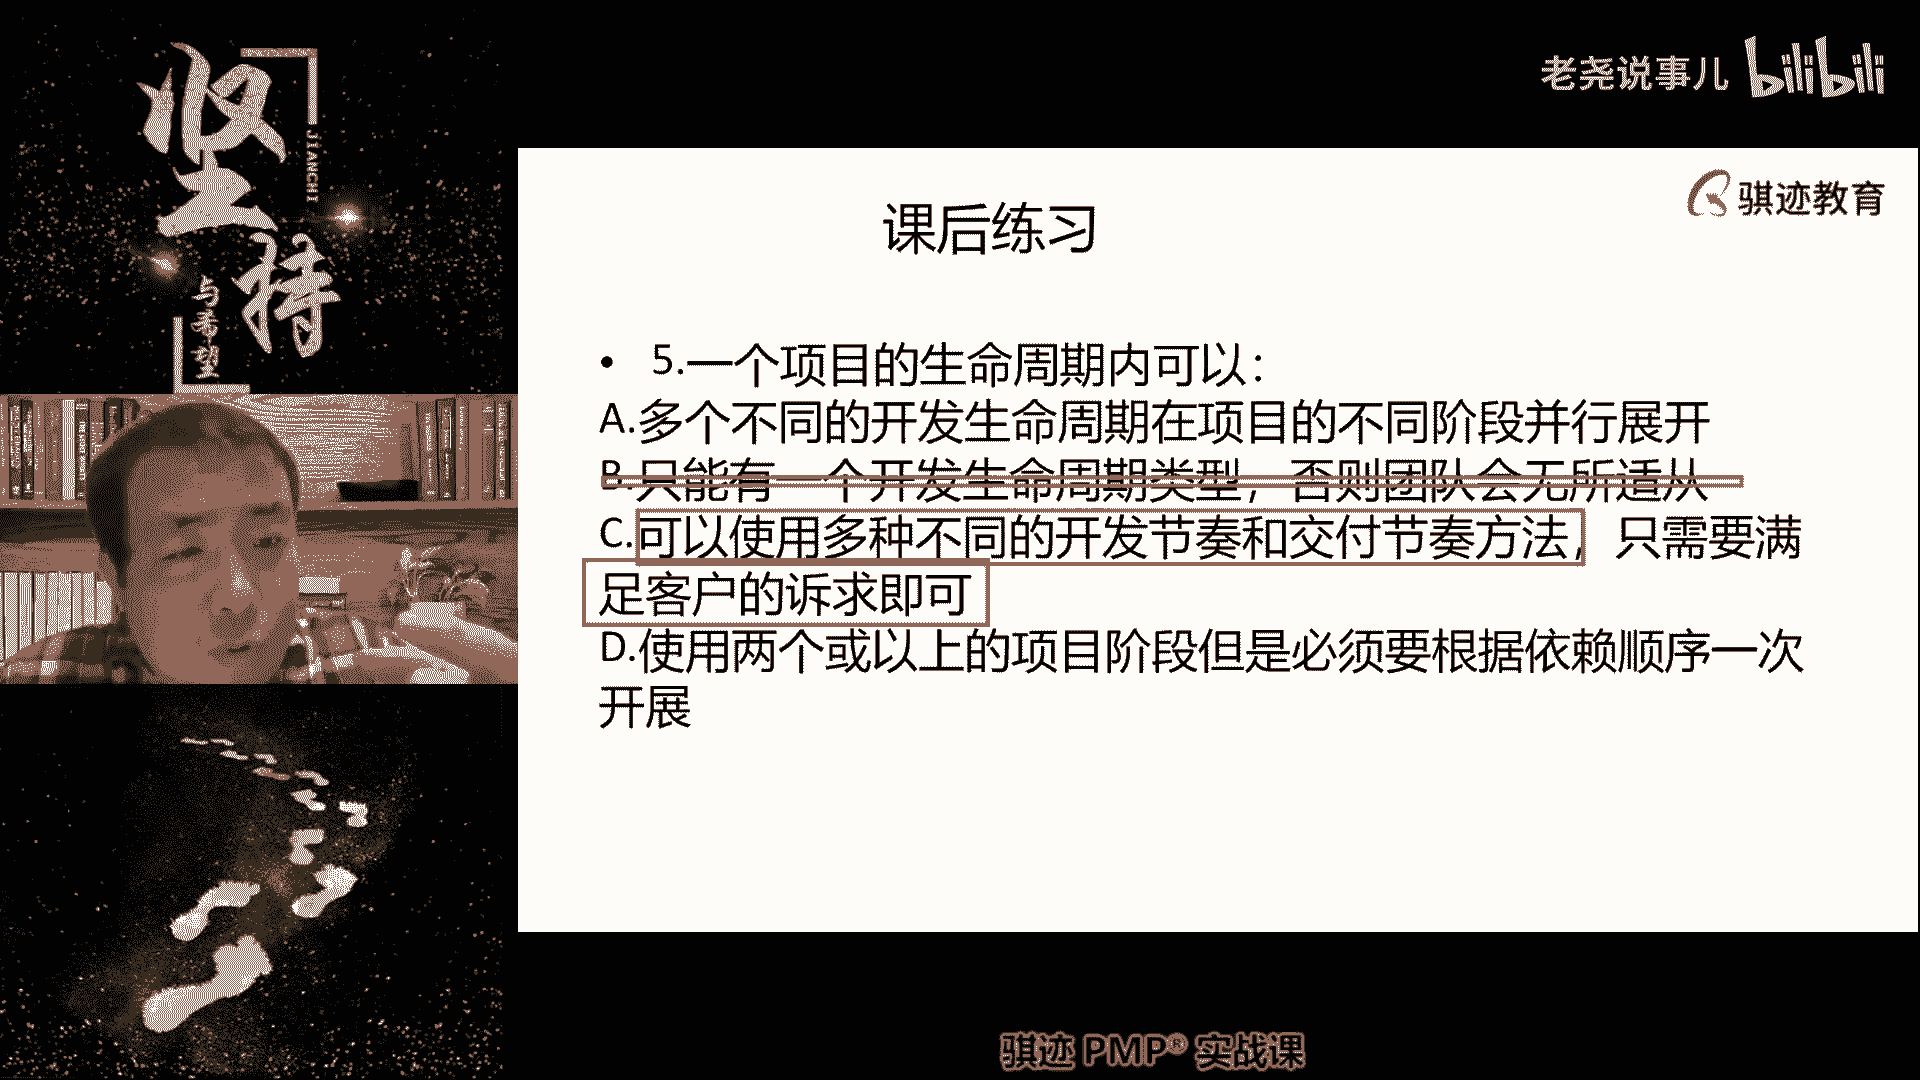 坚
持
JIANCHI
与希望
老尧说事儿 bilibili
骐迹教育
课后练习
• 5.一个项目的生命周期内可以：
A.多个不同的开发生命周期在项目的不同阶段并行展开
B.只能有一个开发生命周期类型，否则团队会无所适从
C.可以使用多种不同的开发节奏和交付节奏方法，只需要满
足客户的诉求即可
D.使用两个或以上的项目阶段但是必须要根据依赖顺序一次
开展
骐迹 PMP® 实战课